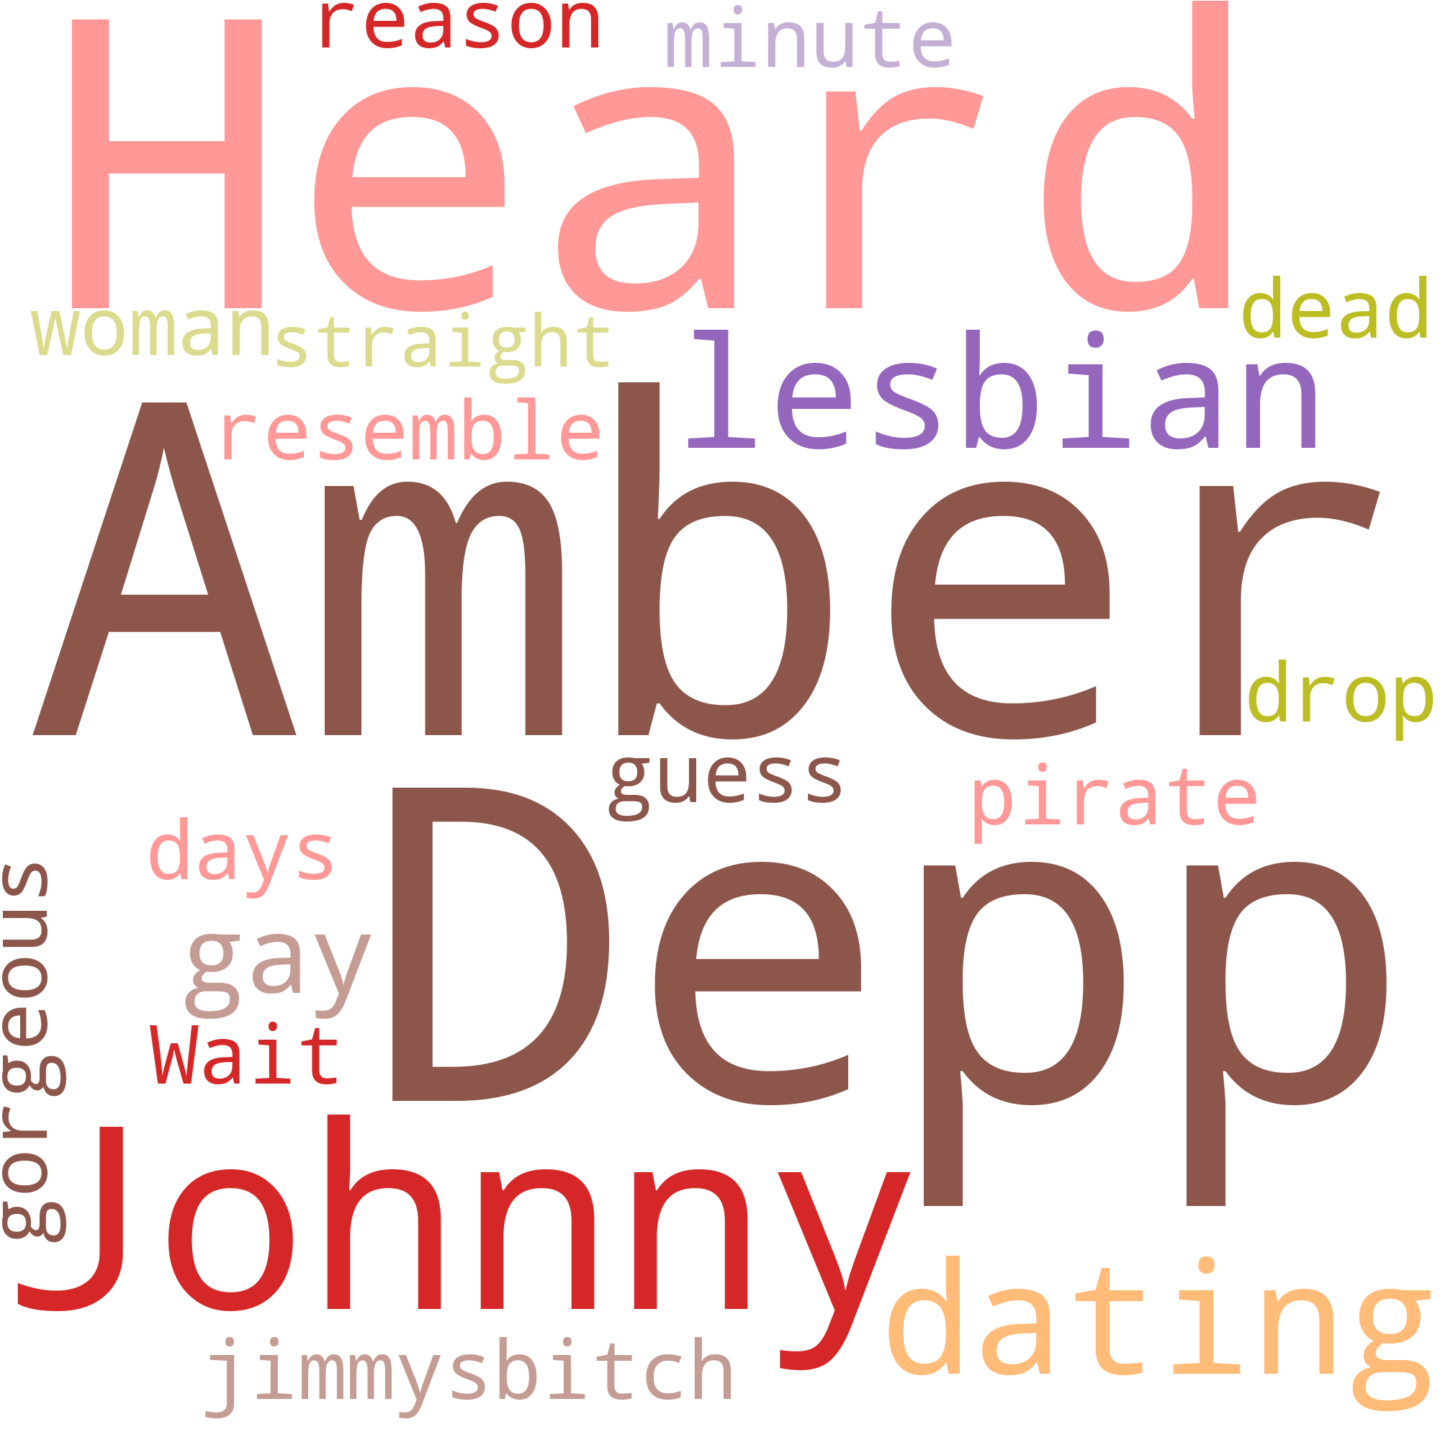 reason
minute
Heard
dead
woman
straight
lesbian
resemble
Amber
drop
guess
pirate
days
Depp
gorgeous
gay
Wait
Johnny
dating
jimmysbitch